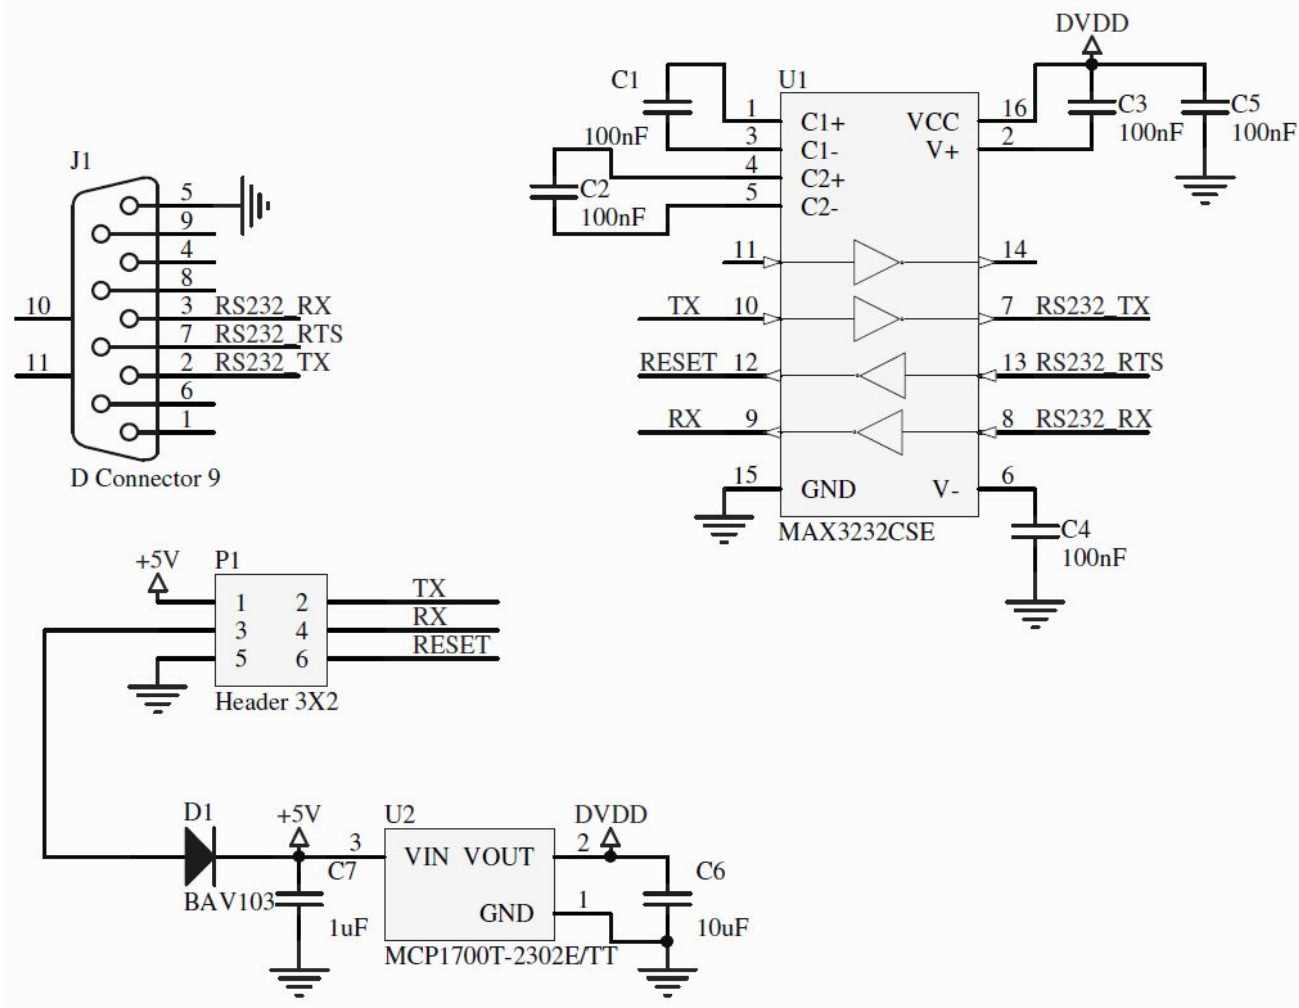 J1
5
9
4
8
3 RS232_RX
7 RS232_RTS
2 RS232_TX
6
1
10
11
D Connector 9
DVDD
C1
100nF
C2
100nF
U1
1 C1+
3 C1-
4 C2+
5 C2-
VCC 16
V+ 2
C3
100nF
C5
100nF
11
14
TX 10
7 RS232_TX
RESET 12
13 RS232_RTS
RX 9
8 RS232_RX
15 GND
V- 6
MAX3232CSE
C4
100nF
+5V
P1
1 2 TX
3 4 RX
5 6 RESET
Header 3X2
D1
BAV103
+5V
C7
1uF
U2
3 VIN VOUT 2
GND 1
MCP1700T-2302E/TT
DVDD
C6
10uF